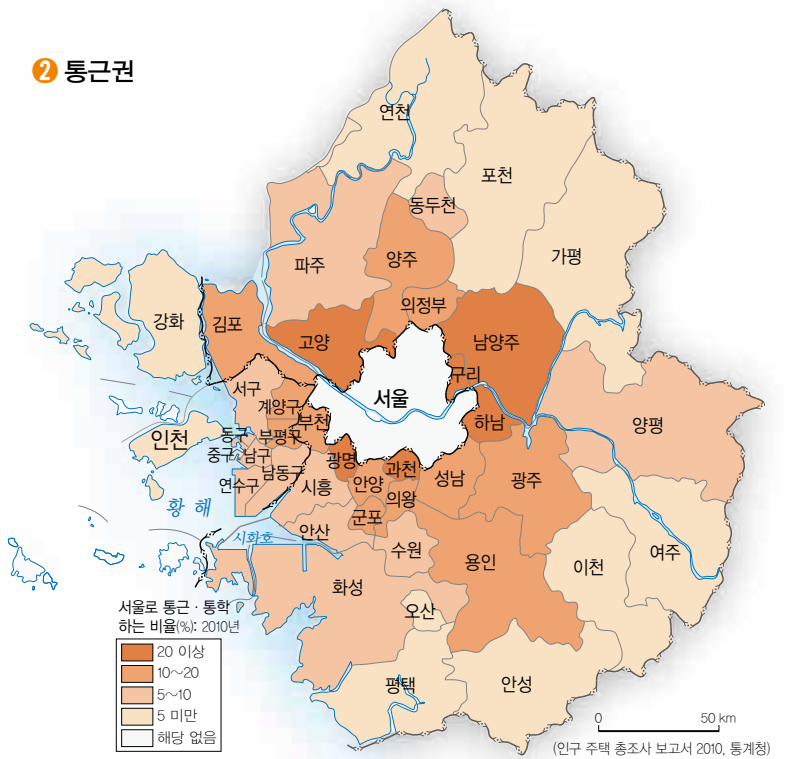 2 통근권
연천
포천
동두천
가평
파주
양주
의정부
강화
김포
고양
남양주
구리
서울
서구
계양구
부천
하남
양평
인천
동구
부평구
중구
남구
광명
과천
남동구
시흥
안양
성남
광주
연수구
의왕
황해
군포
시화호
안산
수원
용인
이천
여주
화성
오산
평택
안성
서울로 통근·통학
하는 비율(%): 2010년
20 이상
10~20
5~10
5 미만
해당 없음
0 50 km
(인구 주택 총조사 보고서 2010, 통계청)